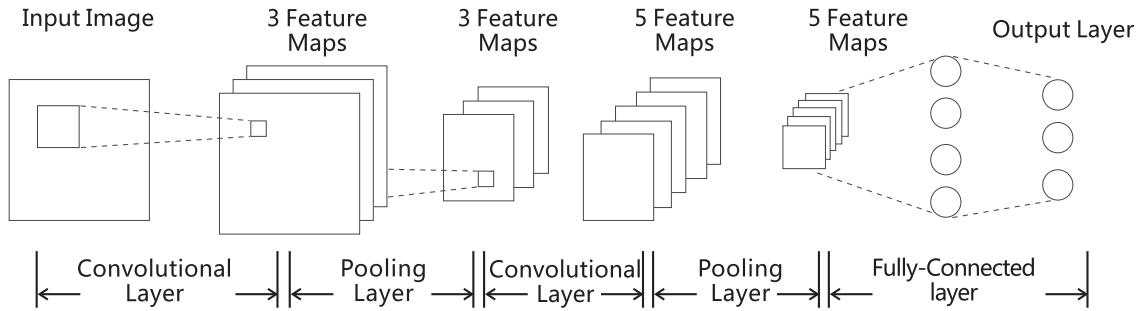 Input Image
3 Feature
Maps
3 Feature
Maps
5 Feature
Maps
5 Feature
Maps
Output Layer
Convolutional
Layer
Pooling
Layer
Convolutional
Layer
Pooling
Layer
Fully-Connected
layer